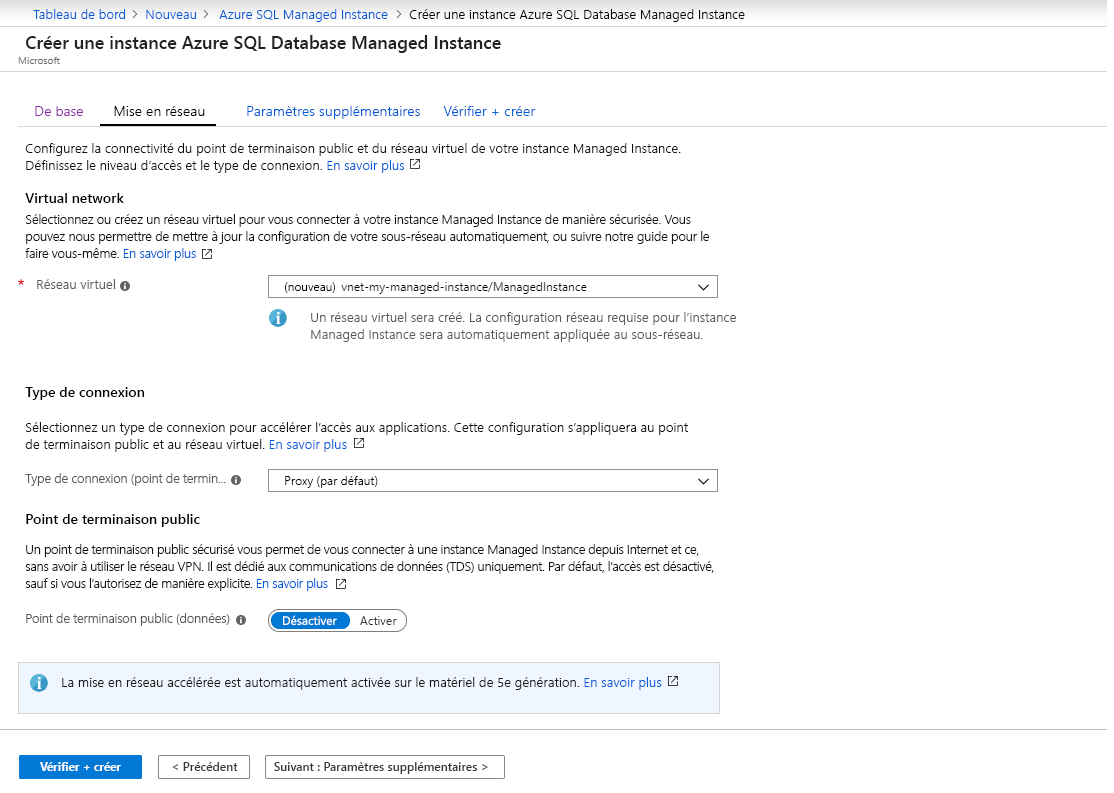 Tableau de bord > Nouveau > Azure SQL Managed Instance > Créer une instance Azure SQL Database Managed Instance
Créer une instance Azure SQL Database Managed Instance
Microsoft
De base Mise en réseau Paramètres supplémentaires Vérifier + créer
Configurez la connectivité du point de terminaison public et du réseau virtuel de votre instance Managed Instance.
Définissez le niveau d'accès et le type de connexion. En savoir plus
Virtual network
Sélectionnez ou créez un réseau virtuel pour vous connecter à votre instance Managed Instance de manière sécurisée. Vous
pouvez nous permettre de mettre à jour la configuration de votre sous-réseau automatiquement, ou suivre notre guide pour le
faire vous-même. En savoir plus
* Réseau virtuel (nouveau) vnet-my-managed-instance/ManagedInstance
Un réseau virtuel sera créé. La configuration réseau requise pour l'instance
Managed Instance sera automatiquement appliquée au sous-réseau.
Type de connexion
Sélectionnez un type de connexion pour accélérer l'accès aux applications. Cette configuration s'appliquera au point
de terminaison public et au réseau virtuel. En savoir plus
Type de connexion (point de termin... Proxy (par défaut)
Point de terminaison public
Un point de terminaison public sécurisé vous permet de vous connecter à une instance Managed Instance depuis Internet et ce,
sans avoir à utiliser le réseau VPN. Il est dédié aux communications de données (TDS) uniquement. Par défaut, l'accès est désactivé,
sauf si vous l'autorisez de manière explicite. En savoir plus
Point de terminaison public (données) Désactiver Activer
La mise en réseau accélérée est automatiquement activée sur le matériel de 5e génération. En savoir plus
Vérifier + créer < Précédent Suivant : Paramètres supplémentaires >